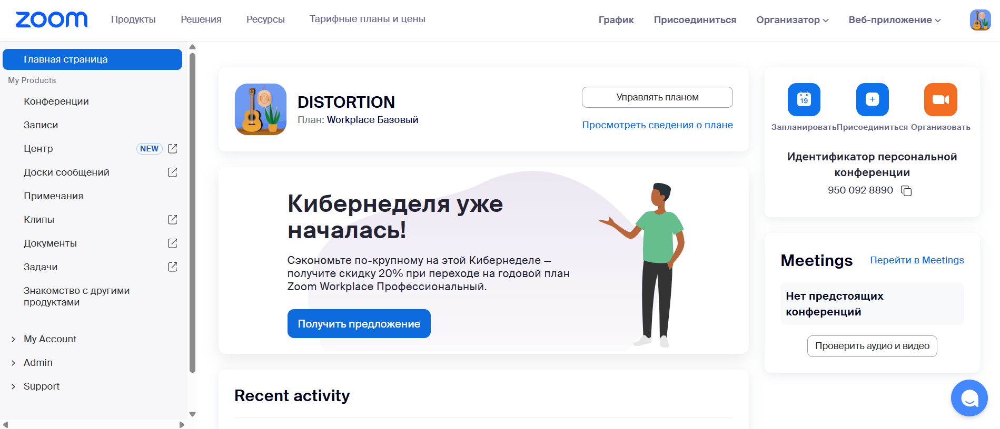 zoom
Продукты
Решения
Ресурсы
Тарифные планы и цены
График
Присоединиться
Организатор
Веб-приложение
Главная страница
My Products
Конференции
Записи
Центр
NEW
Доски сообщений
Примечания
Клипы
Документы
Задачи
Знакомство с другими
продуктами
My Account
Admin
Support
DISTORTION
План: Workplace Базовый
Управлять планом
Просмотреть сведения о плане
Кибернеделя уже
началась!
Сэкономьте по-крупному на этой Кибернеделе —
получите скидку 20% при переходе на годовой план
Zoom Workplace Профессиональный.
Получить предложение
Recent activity
19
Запланировать
Присоединиться
Организовать
Идентификатор персональной
конференции
950 092 8890
Meetings
Перейти в Meetings
Нет предстоящих
конференций
Проверить аудио и видео